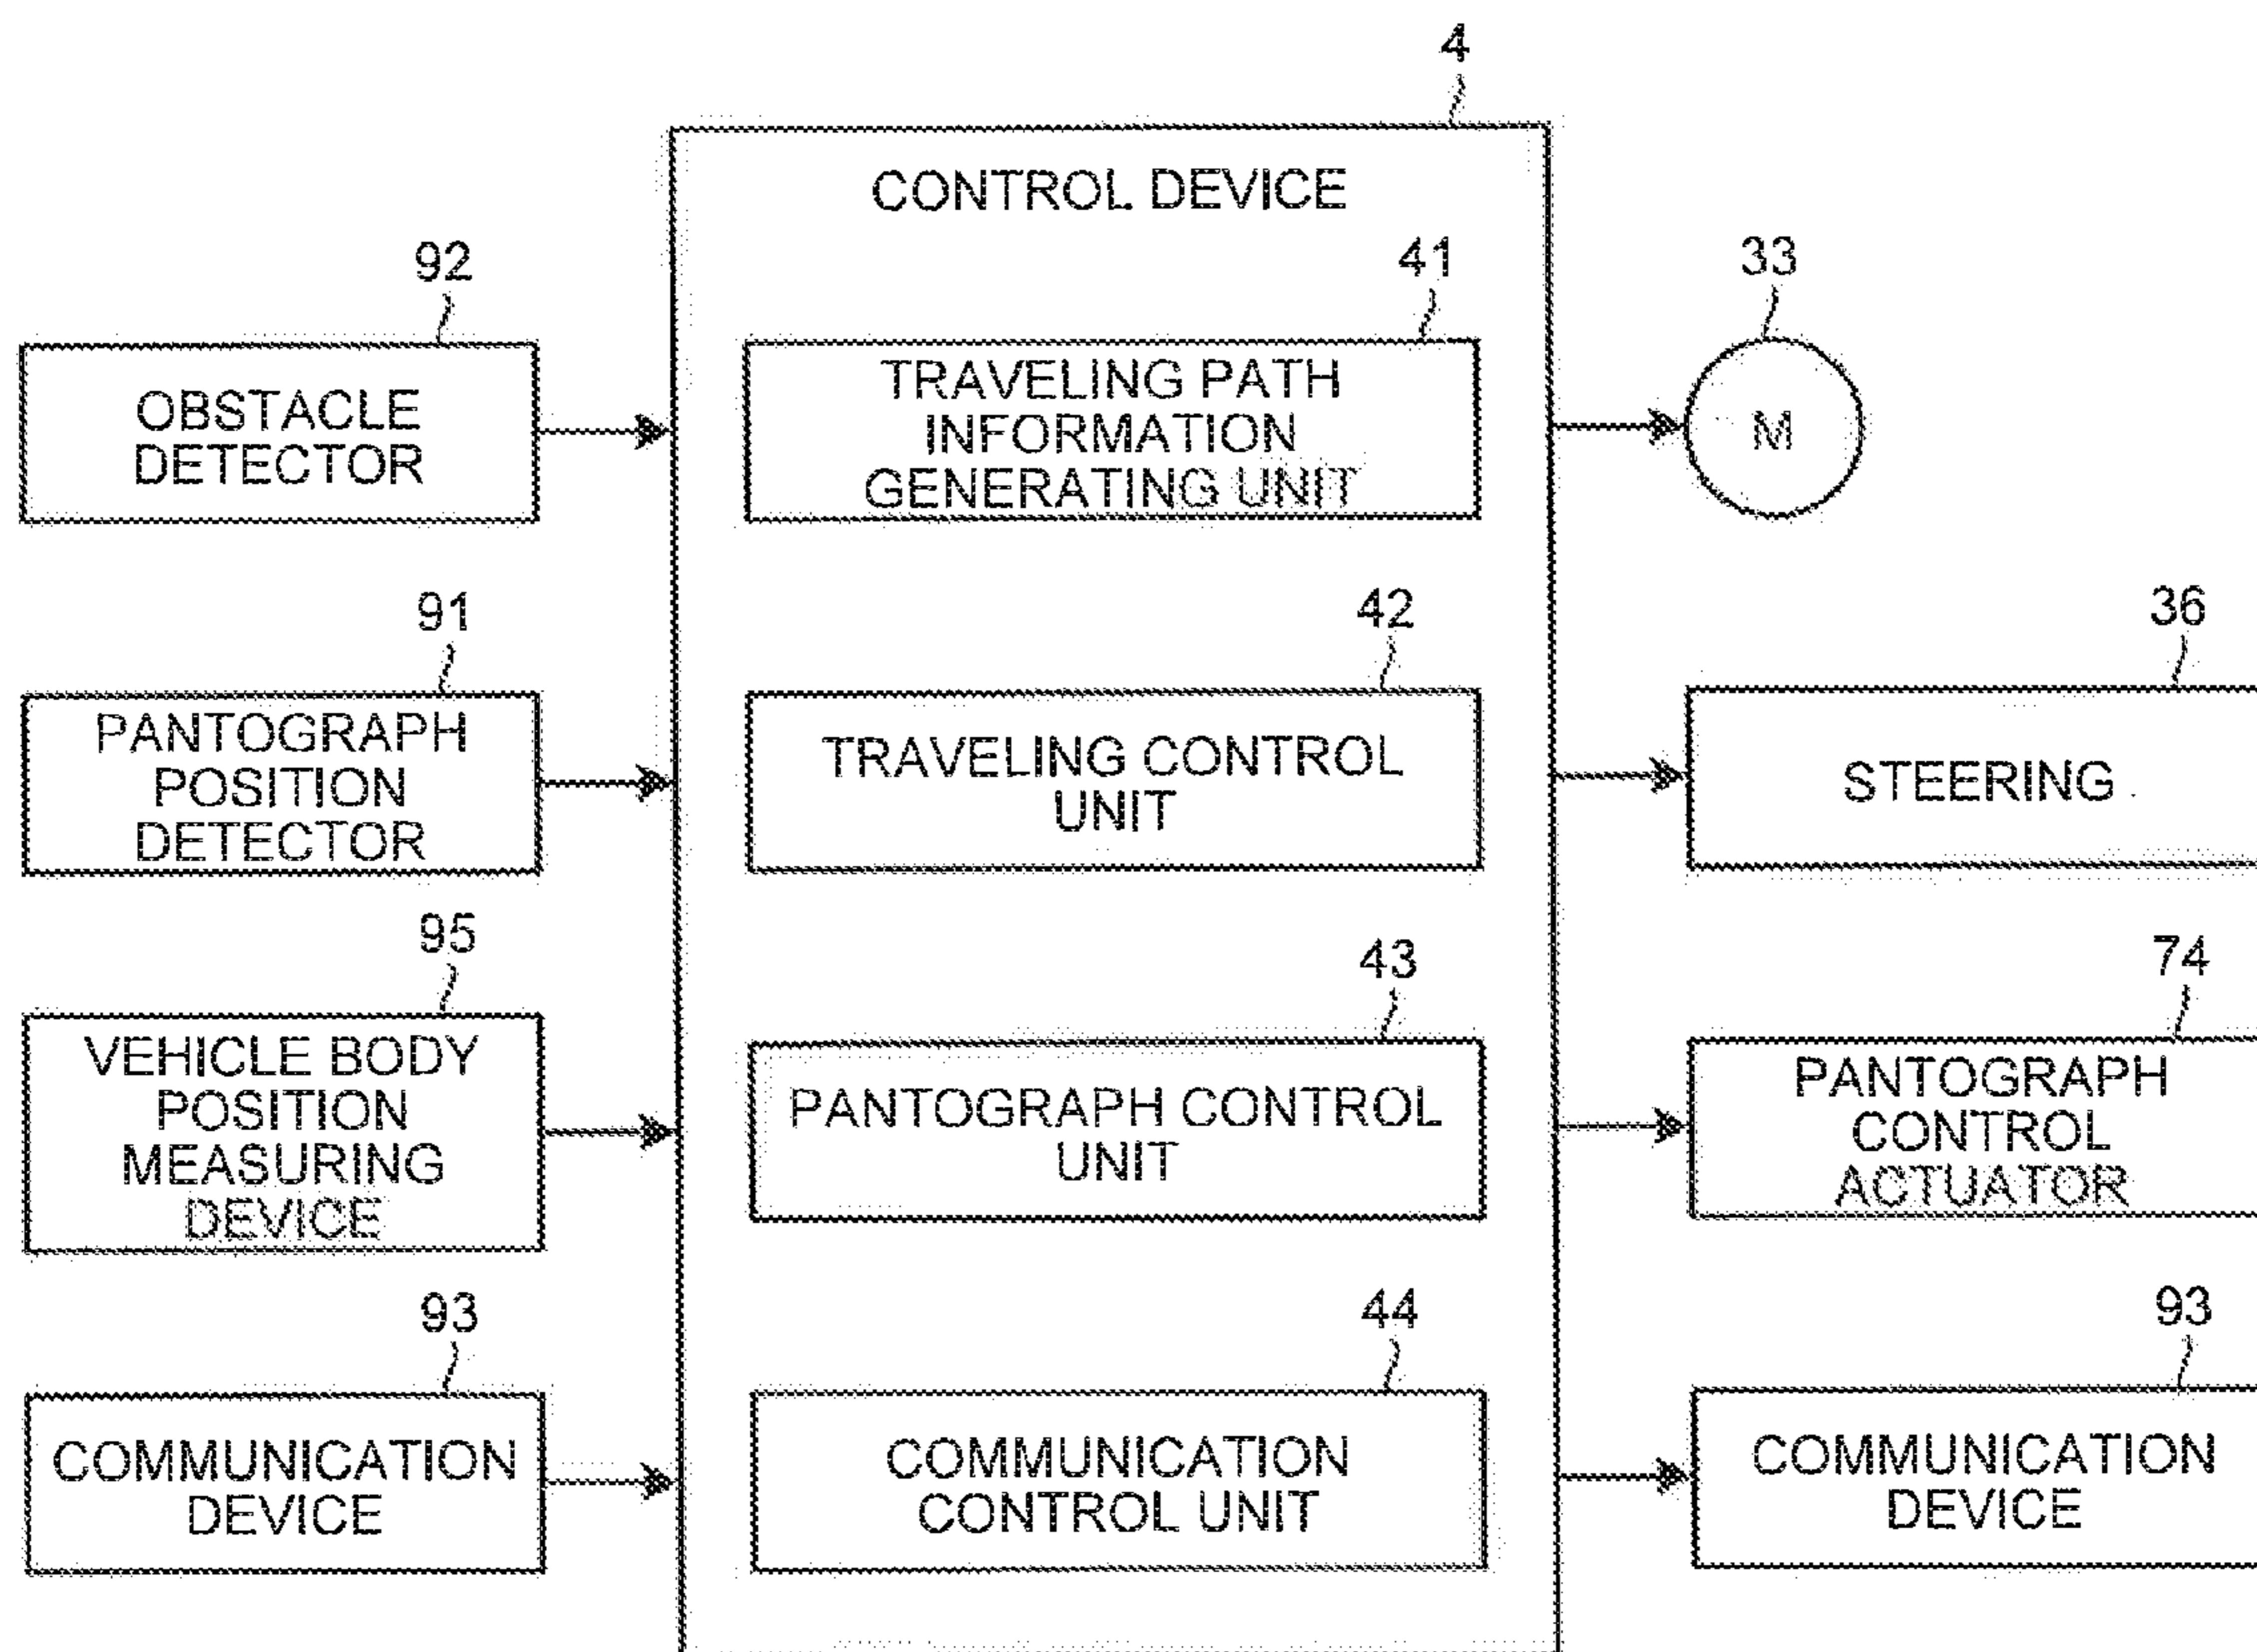 4
CONTROL DEVICE
92
OBSTACLE
DETECTOR
41
TRAVELING PATH
INFORMATION
GENERATING UNIT
33
M
91
PANTOGRAPH
POSITION
DETECTOR
42
TRAVELING CONTROL
UNIT
36
STEERING
95
VEHICLE BODY
POSITION
MEASURING
DEVICE
43
PANTOGRAPH CONTROL
UNIT
74
PANTOGRAPH
CONTROL
ACTUATOR
93
COMMUNICATION
DEVICE
44
COMMUNICATION
CONTROL UNIT
93
COMMUNICATION
DEVICE